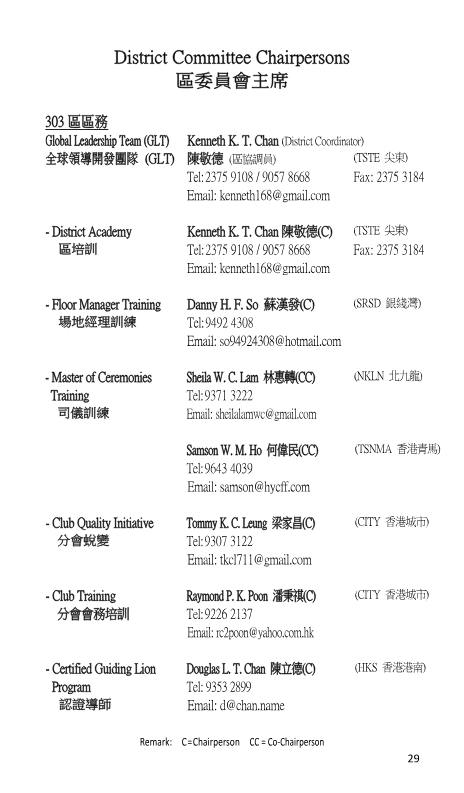 District Committee Chairpersons
區委員會主席
303 區區務
Global Leadership Team (GLT) Kenneth K. T. Chan (District Coordinator)
全球領導開發團隊 (GLT) 陳敬德 (區協調員) (TSTE 尖東)
Tel: 2375 9108 / 9057 8668 Fax: 2375 3184
Email: kenneth168@gmail.com
- District Academy Kenneth K. T. Chan 陳敬德(C) (TSTE 尖東)
區培訓 Tel: 2375 9108 / 9057 8668 Fax: 2375 3184
Email: kenneth168@gmail.com
- Floor Manager Training Danny H. F. So 蘇漢發(C) (SRSD 銀綫灣)
場地經理訓練 Tel: 9492 4308
Email: so94924308@hotmail.com
- Master of Ceremonies Sheila W. C. Lam 林惠轉(CC) (NKLN 北九龍)
Training Tel: 9371 3222
司儀訓練 Email: sheilalamwc@gmail.com
Samson W. M. Ho 何偉民(CC) (TSNMA 香港青馬)
Tel: 9643 4039
Email: samson@hycff.com
- Club Quality Initiative Tommy K. C. Leung 梁家昌(C) (CITY 香港城市)
分會蛻變 Tel: 9307 3122
Email: tkcl711@gmail.com
- Club Training Raymond P. K. Poon 潘秉祺(C) (CITY 香港城市)
分會會務培訓 Tel: 9226 2137
Email: rc2poon@yahoo.com.hk
- Certified Guiding Lion Douglas L. T. Chan 陳立德(C) (HKS 香港港南)
Program Tel: 9353 2899
認證導師 Email: d@chan.name
Remark: C = Chairperson CC = Co-Chairperson
29